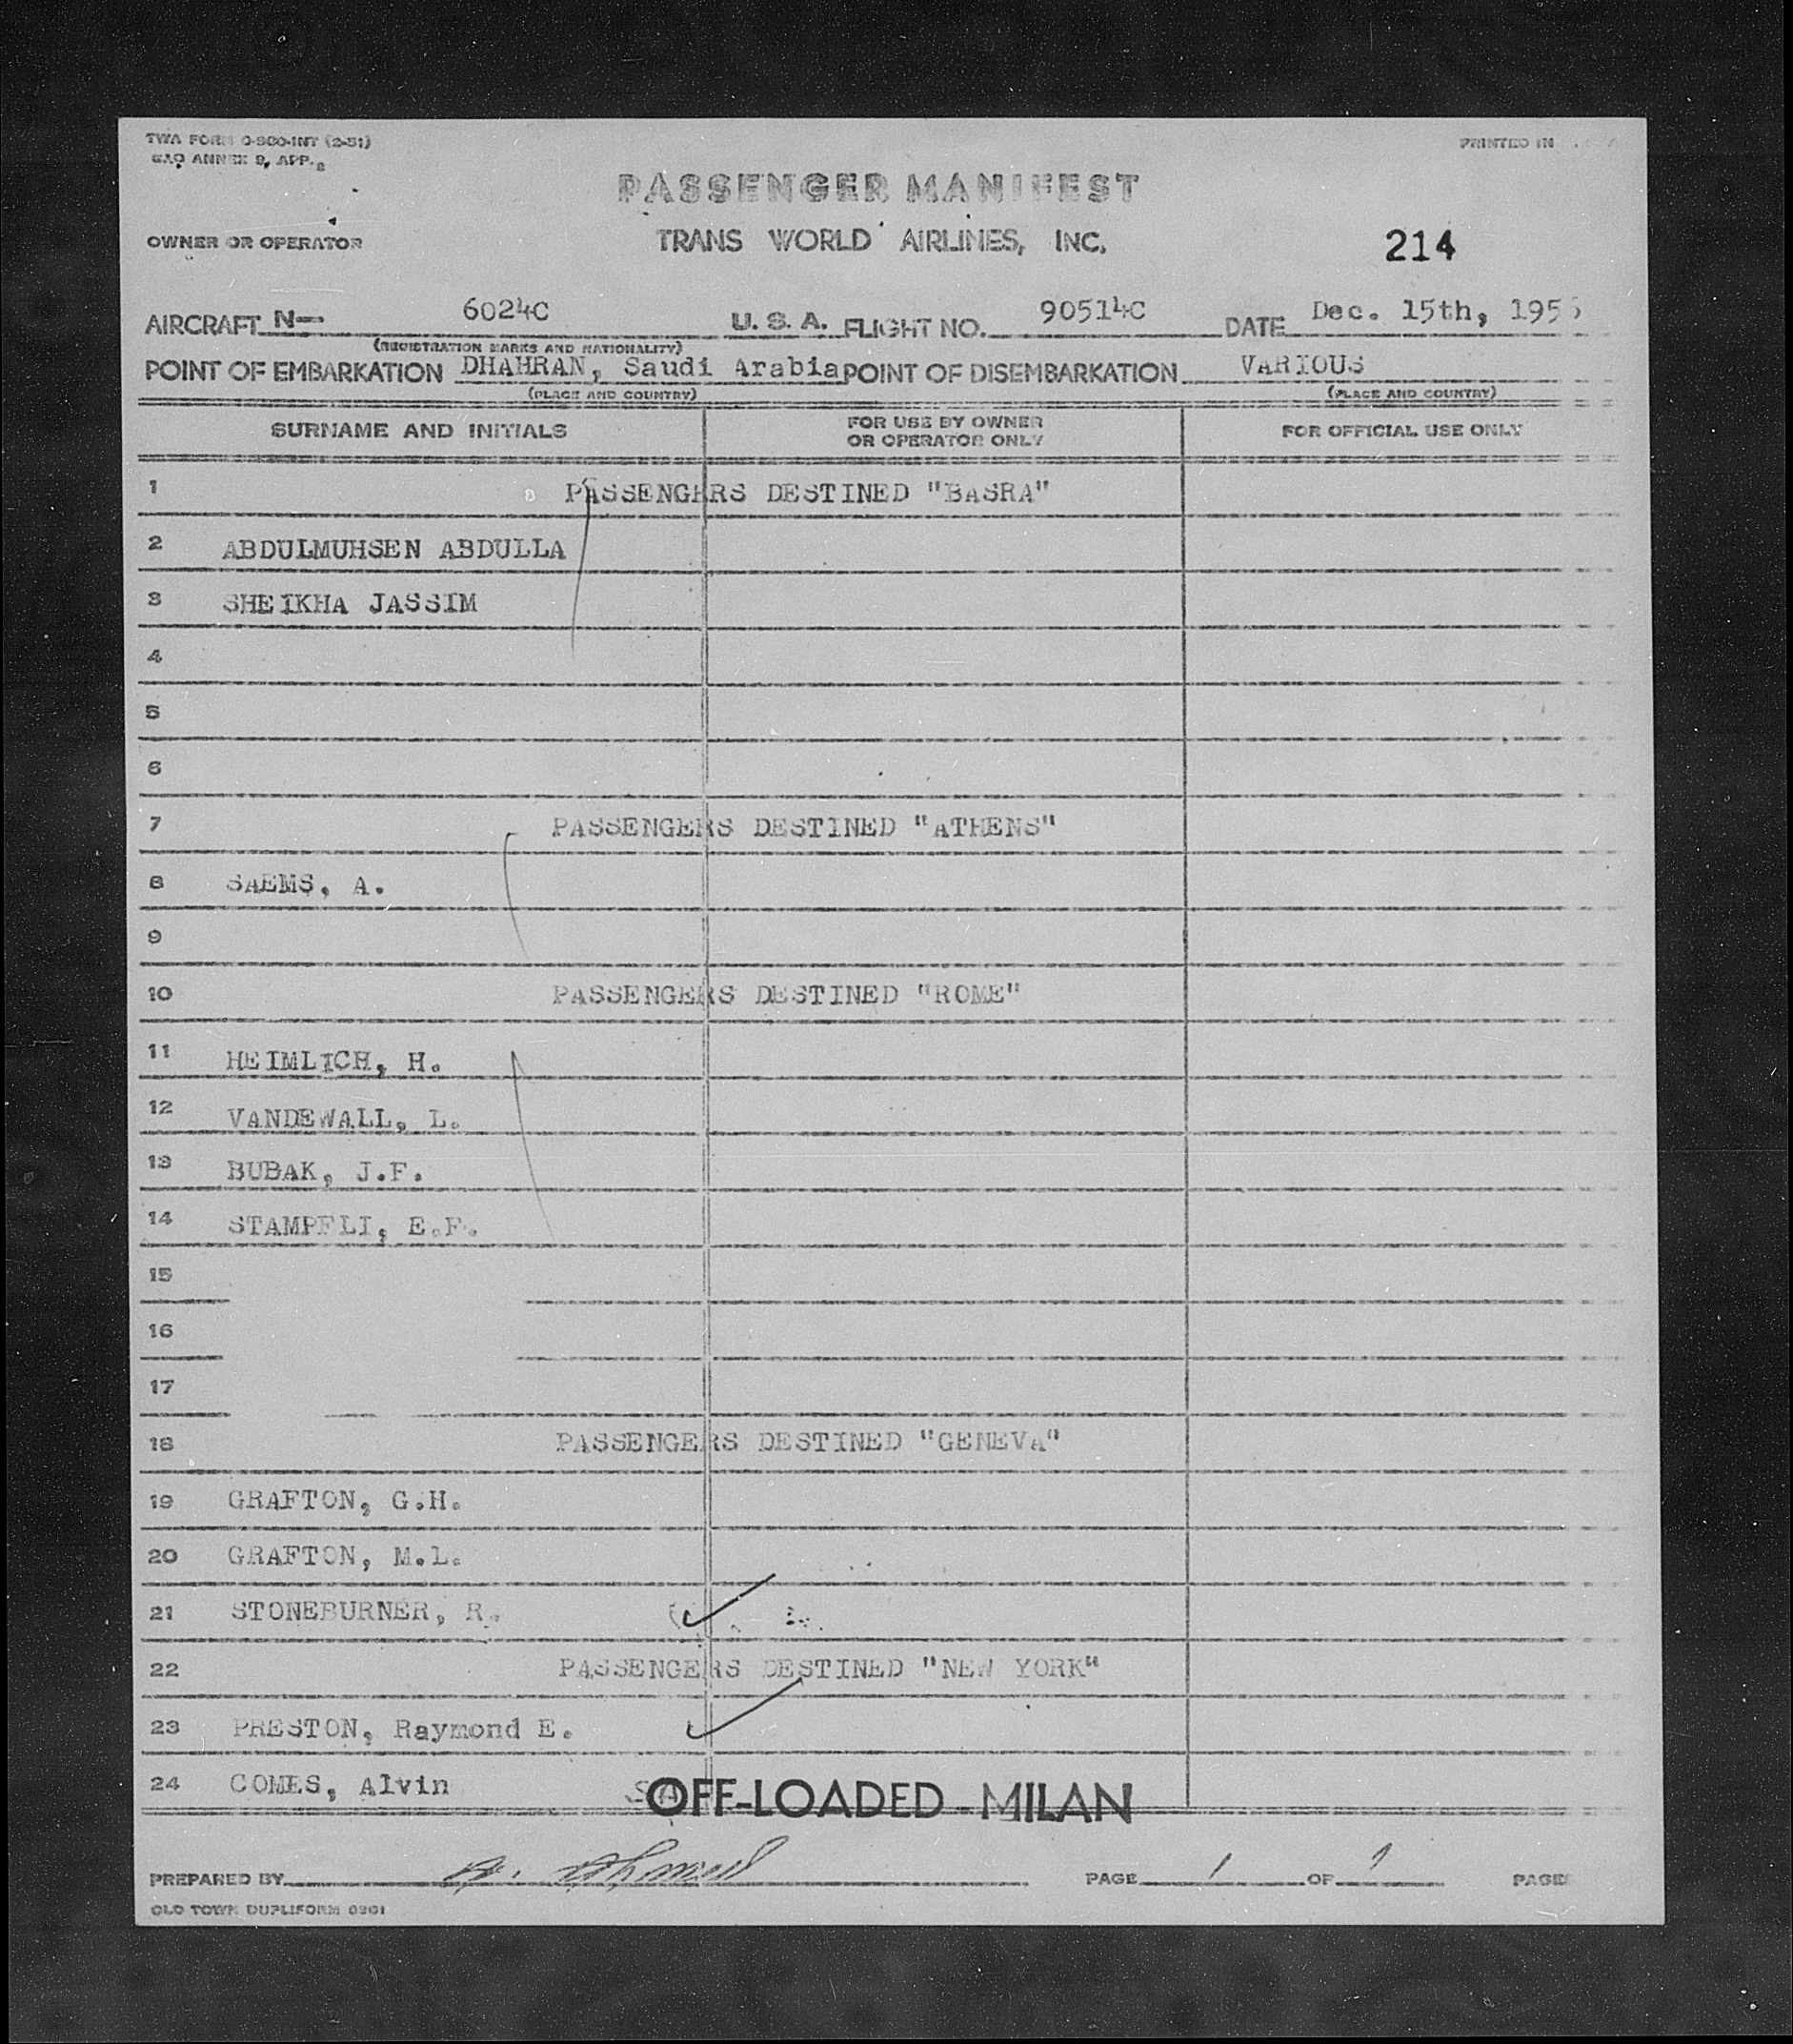 TWA FORM O-900-INT (2-51)
PRINTED IN
ANNEX 9, APP.
PASSENGER MANIFEST
OWNER OR OPERATOR TRANS WORLD AIRLINES, INC. 214
AIRCRAFT N- 6024C U. S. A. FLIGHT NO. 90514C DATE Dec. 15th, 195
(REGISTRATION MARKS AND NATIONALITY)
POINT OF EMBARKATION DHAHRAN, Saudi Arabia POINT OF DISEMBARKATION VARIOUS
(PLACE AND COUNTRY) (PLACE AND COUNTRY)
SURNAME AND INITIALS FOR USE BY OWNER OR OPERATOR ONLY FOR OFFICIAL USE ONLY
1 PASSENGERS DESTINED "BASRA"
2 ABDULMUHSEN ABDULLA
3 SHEIKHA JASSIM
4
5
6
7 PASSENGERS DESTINED "ATHENS"
8 SAEMS, A.
9
10 PASSENGERS DESTINED "ROME"
11 HEIMLICH, H.
12 VANDEWALL, L.
13 BUBAK, J.F.
14 STAMPFLI, E.F.
15
16
17
18 PASSENGERS DESTINED "GENEVA"
19 GRAFTON, G.H.
20 GRAFTON, M.L.
21 STONEBURNER, R.
22 PASSENGERS DESTINED "NEW YORK"
23 PRESTON, Raymond E.
24 COMES, Alvin OFF-LOADED - MILAN
PREPARED BY PAGE 1 OF 1 PAGE
OLD TOWN DUPLIFORM 0901